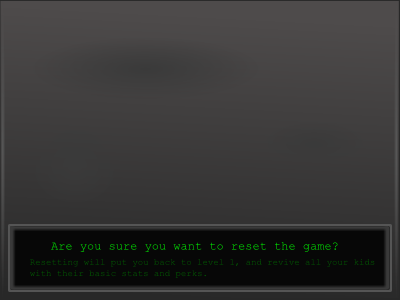 Are you sure you want to reset the game?
Resetting will put you back to level 1, and revive all your kids
with their basic stats and perks.